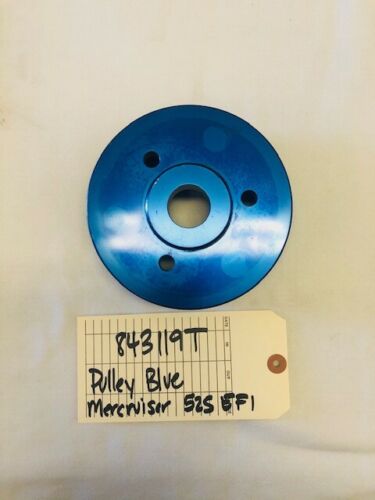 843119T
Pulley Blue
Mercruiser 525 EFI